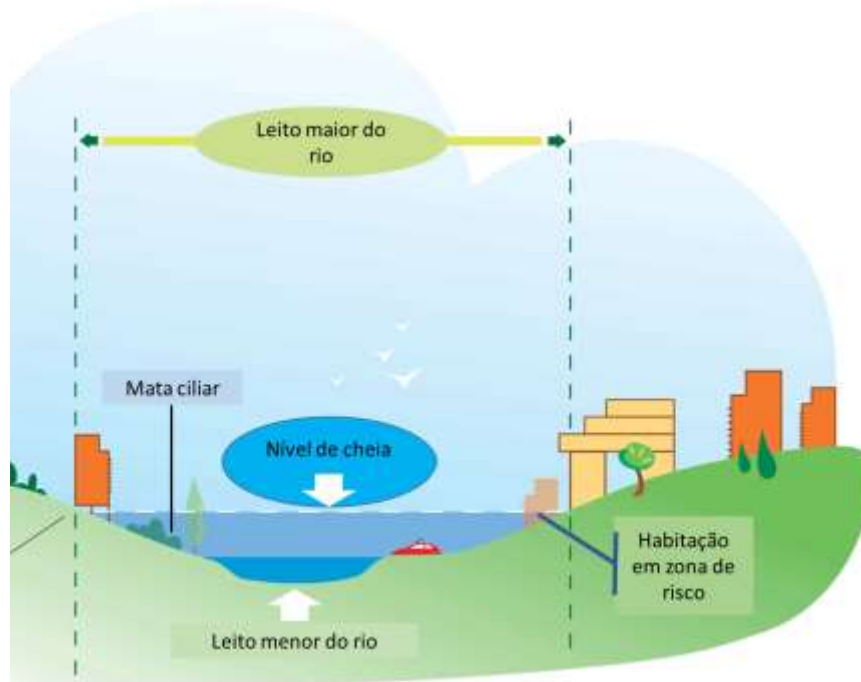 Leito maior do
rio
Mata ciliar
Nível de cheia
Habitação
em zona de
risco
Leito menor do rio